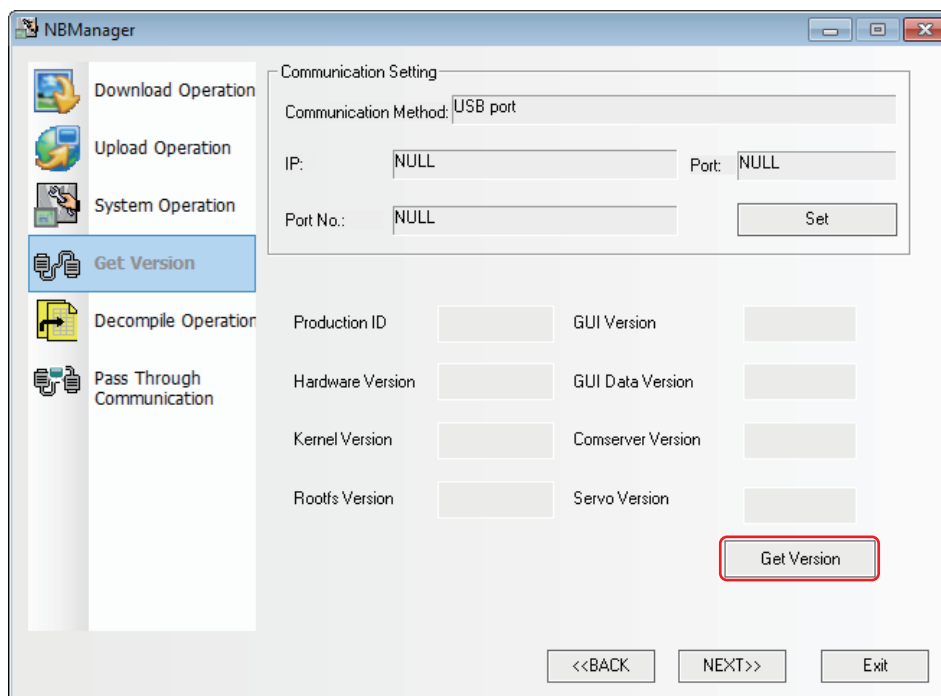 NBManager
Download Operation
Upload Operation
System Operation
Get Version
Decompile Operation
Pass Through
Communication
Communication Setting
Communication Method: USB port
IP: NULL Port: NULL
Port No.: NULL Set
Production ID GUI Version
Hardware Version GUI Data Version
Kernel Version Comserver Version
Rootfs Version Servo Version
Get Version
<<BACK NEXT>> Exit